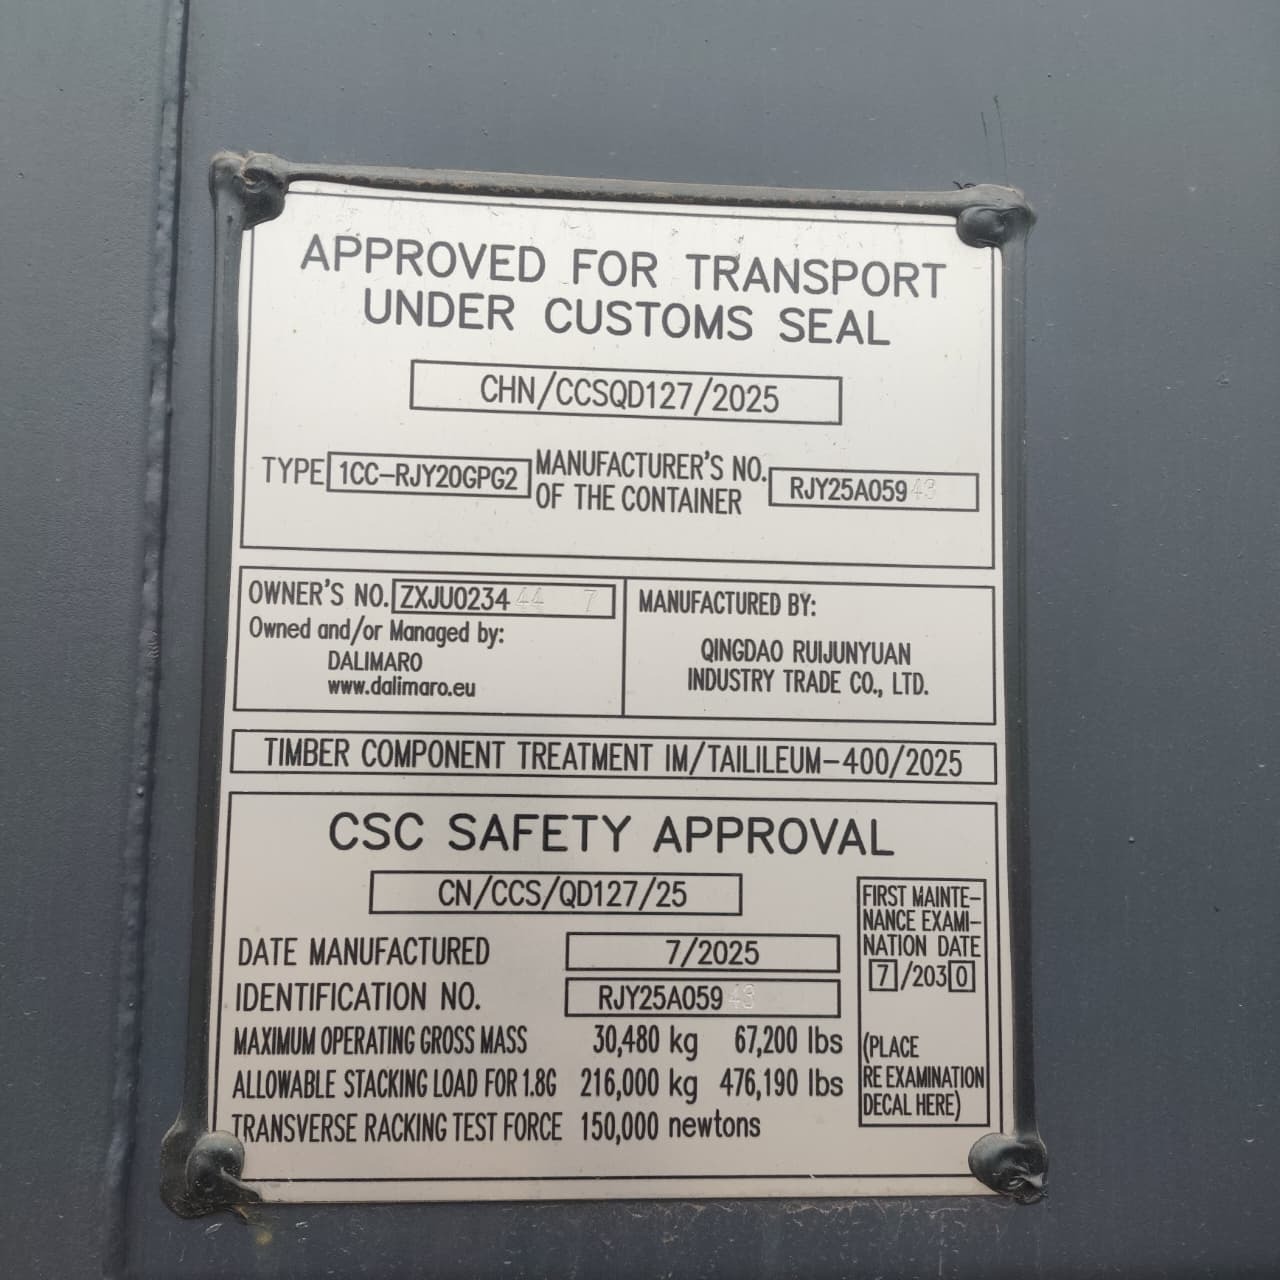 APPROVED FOR TRANSPORT
UNDER CUSTOMS SEAL
CHN/CCSQD127/2025
TYPE 1CC-RJY20GPG2 MANUFACTURER'S NO. OF THE CONTAINER RJY25A05943
OWNER'S NO. ZXJU023444 7
Owned and/or Managed by:
DALIMARO
www.dalimaro.eu
MANUFACTURED BY:
QINGDAO RUIJUNYUAN
INDUSTRY TRADE CO., LTD.
TIMBER COMPONENT TREATMENT IM/TAILILEUM-400/2025
CSC SAFETY APPROVAL
CN/CCS/QD127/25
DATE MANUFACTURED 7/2025
IDENTIFICATION NO. RJY25A05943
MAXIMUM OPERATING GROSS MASS 30,480 kg 67,200 lbs
ALLOWABLE STACKING LOAD FOR 1.8G 216,000 kg 476,190 lbs
TRANSVERSE RACKING TEST FORCE 150,000 newtons
FIRST MAINTE-
NANCE EXAMI-
NATION DATE
7/2030
(PLACE
RE EXAMINATION
DECAL HERE)